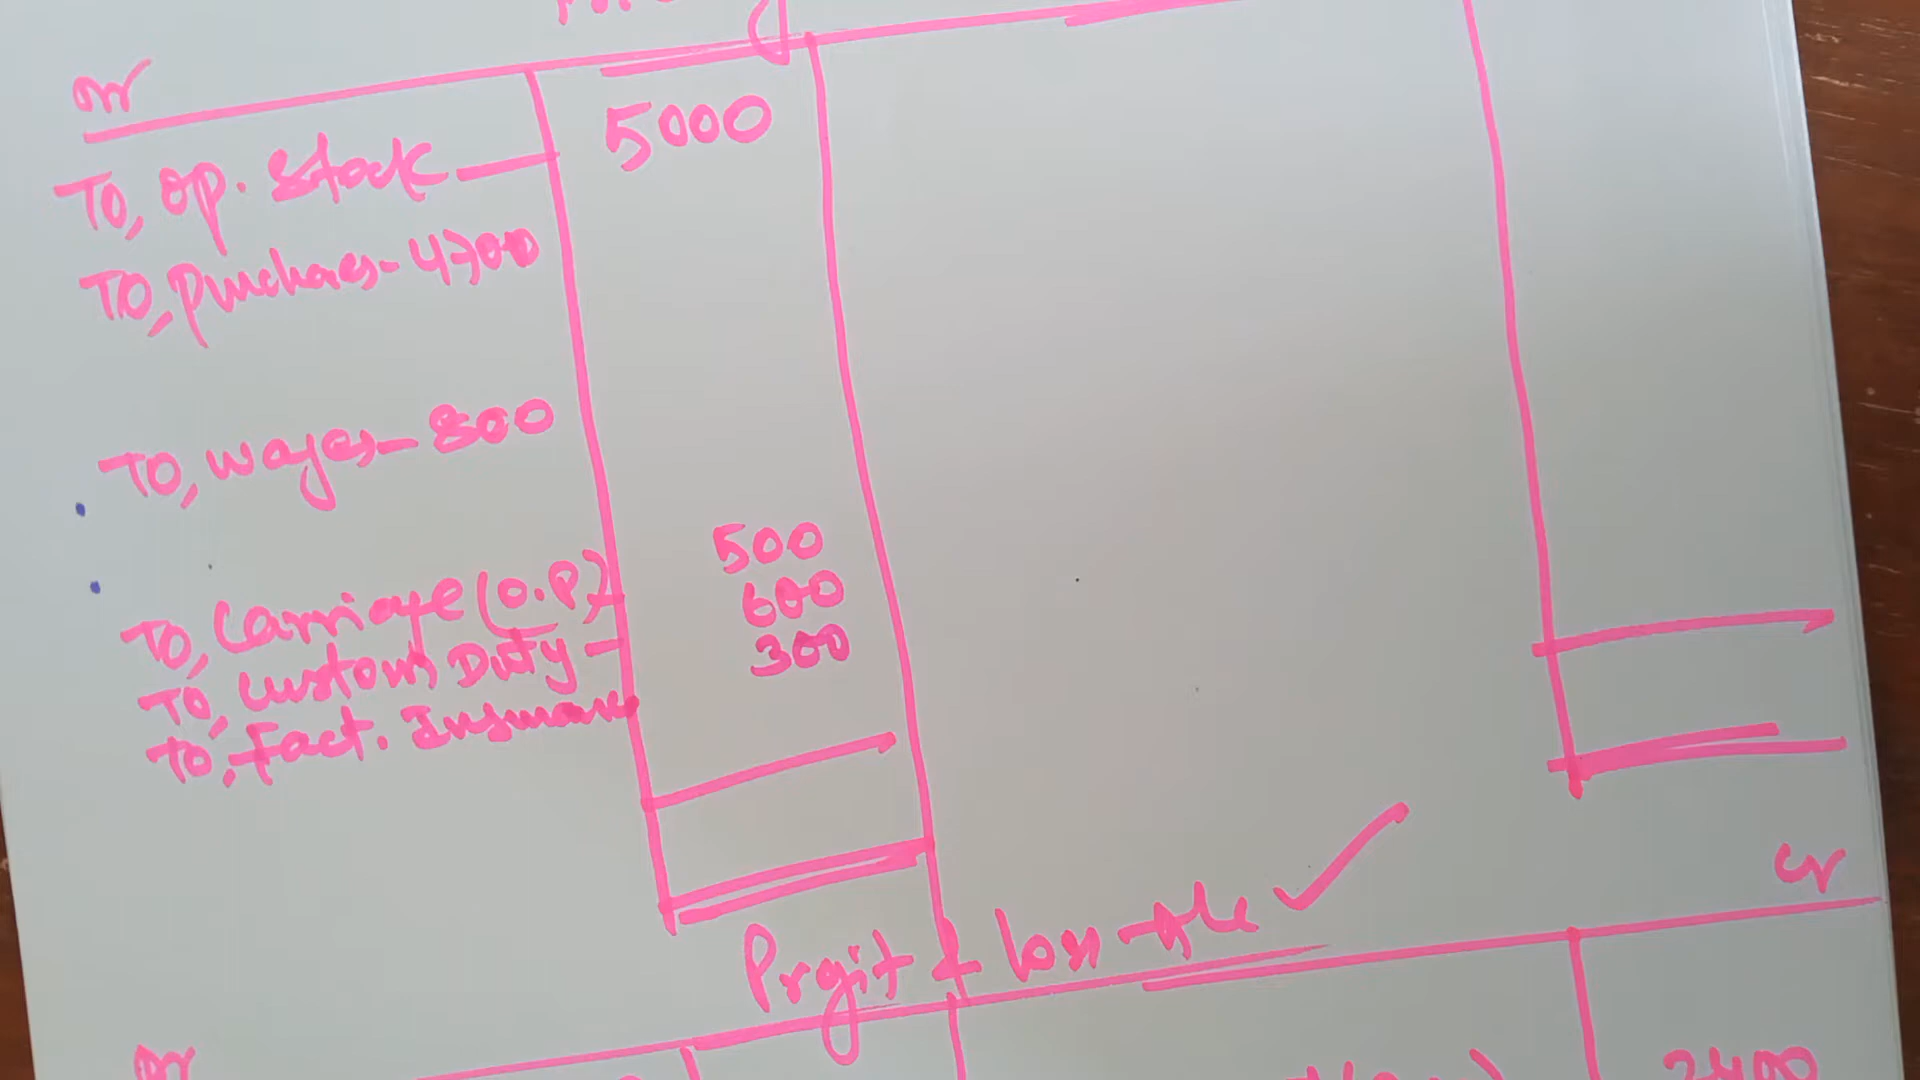 Dr
To, op. Stock — 5000
To, purchases - 4700
To, wages - 800
To, Carriage (O.P) - 500
To, Custom Duty - 600
To, Fact. Insurance 300
Profit & loss A/c ✓
Cr
Dr
2400